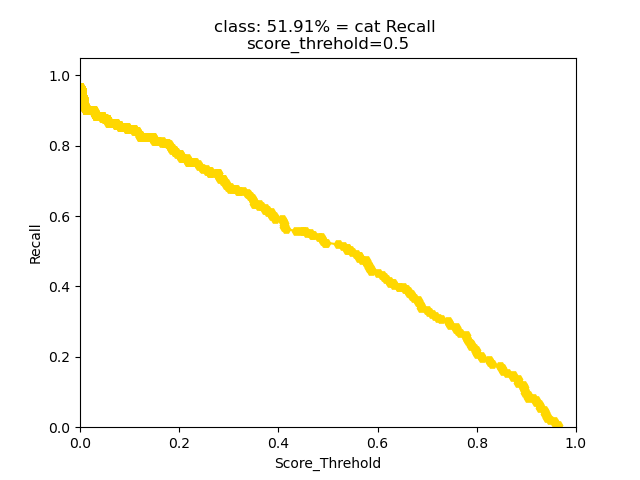 class: 51.91% = cat Recall
score_threhold=0.5
1.0
0.8
0.6
0.4
0.2
0.0
Recall
0.0 0.2 0.4 0.6 0.8 1.0
Score_Threhold